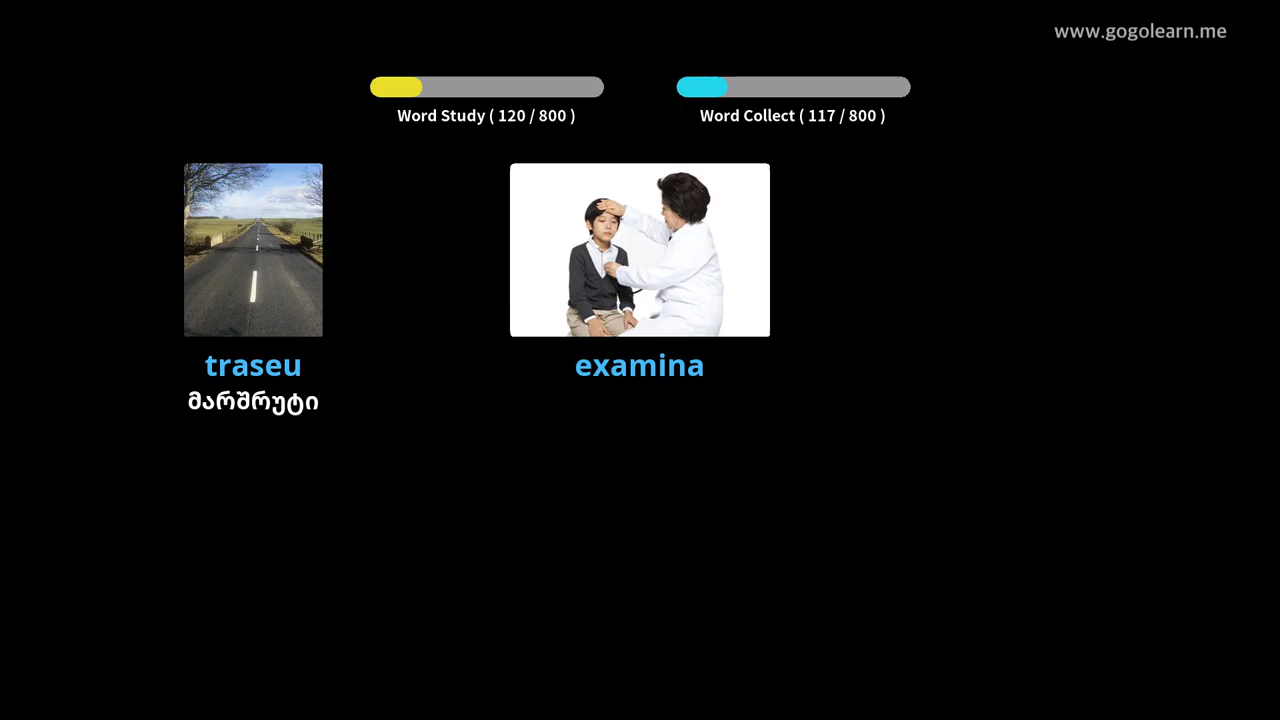 www.gogolearn.me
Word Study ( 120 / 800 )
Word Collect ( 117 / 800 )
traseu
მარშრუტი
examina